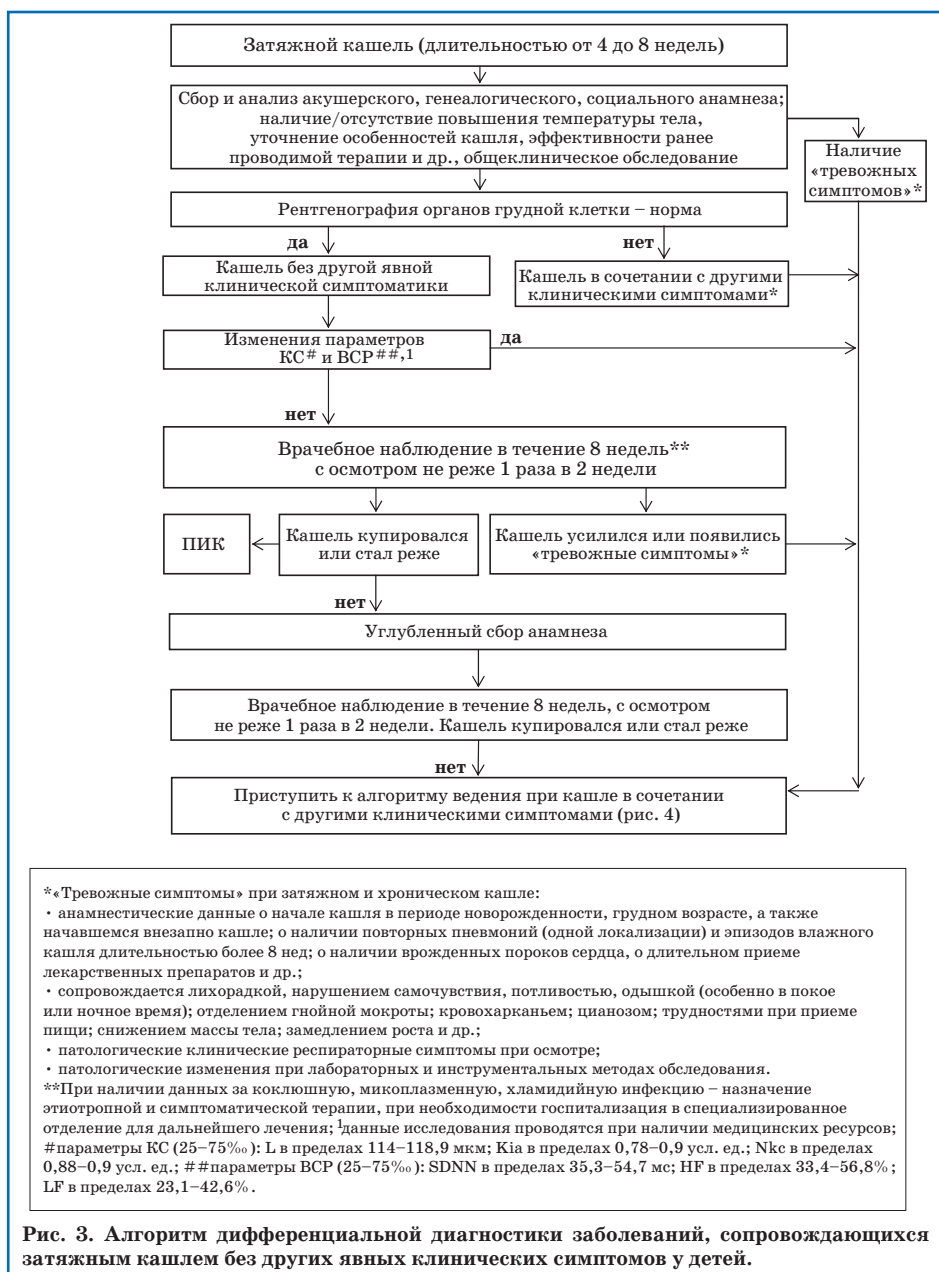 Затяжной кашель (длительностью от 4 до 8 недель)
Сбор и анализ акушерского, генеалогического, социального анамнеза;
наличие/отсутствие повышения температуры тела,
уточнение особенностей кашля, эффективности ранее
проводимой терапии и др., общеклиническое обследование
Наличие
«тревожных
симптомов»*
Рентгенография органов грудной клетки – норма
да
нет
Кашель без другой явной
клинической симптоматики
Кашель в сочетании с другими
клиническими симптомами*
Изменения параметров
КС# и ВСР##,1
да
нет
Врачебное наблюдение в течение 8 недель**
с осмотром не реже 1 раза в 2 недели
ПИК
Кашель купировался
или стал реже
Кашель усилился или появились
«тревожные симптомы»*
нет
Углубленный сбор анамнеза
Врачебное наблюдение в течение 8 недель, с осмотром
не реже 1 раза в 2 недели. Кашель купировался или стал реже
нет
Приступить к алгоритму ведения при кашле в сочетании
с другими клиническими симптомами (рис. 4)
*«Тревожные симптомы» при затяжном и хроническом кашле:
· анамнестические данные о начале кашля в периоде новорожденности, грудном возрасте, а также
начавшемся внезапно кашле; о наличии повторных пневмоний (одной локализации) и эпизодов влажного
кашля длительностью более 8 нед; о наличии врожденных пороков сердца, о длительном приеме
лекарственных препаратов и др.;
· сопровождается лихорадкой, нарушением самочувствия, потливостью, одышкой (особенно в покое
или ночное время); отделением гнойной мокроты; кровохарканьем; цианозом; трудностями при приеме
пищи; снижением массы тела; замедлением роста и др.;
· патологические клинические респираторные симптомы при осмотре;
· патологические изменения при лабораторных и инструментальных методах обследования.
**При наличии данных за коклюшную, микоплазменную, хламидийную инфекцию – назначение
этиотропной и симптоматической терапии, при необходимости госпитализация в специализированное
отделение для дальнейшего лечения; ¹данные исследования проводятся при наличии медицинских ресурсов;
#параметры КС (25–75‰): L в пределах 114–118,9 мкм; Kia в пределах 0,78–0,9 усл. ед.; Nkc в пределах
0,88–0,9 усл. ед.; ##параметры ВСР (25–75‰): SDNN в пределах 35,3–54,7 мс; HF в пределах 33,4–56,8%;
LF в пределах 23,1–42,6%.
Рис. 3. Алгоритм дифференциальной диагностики заболеваний, сопровождающихся
затяжным кашлем без других явных клинических симптомов у детей.